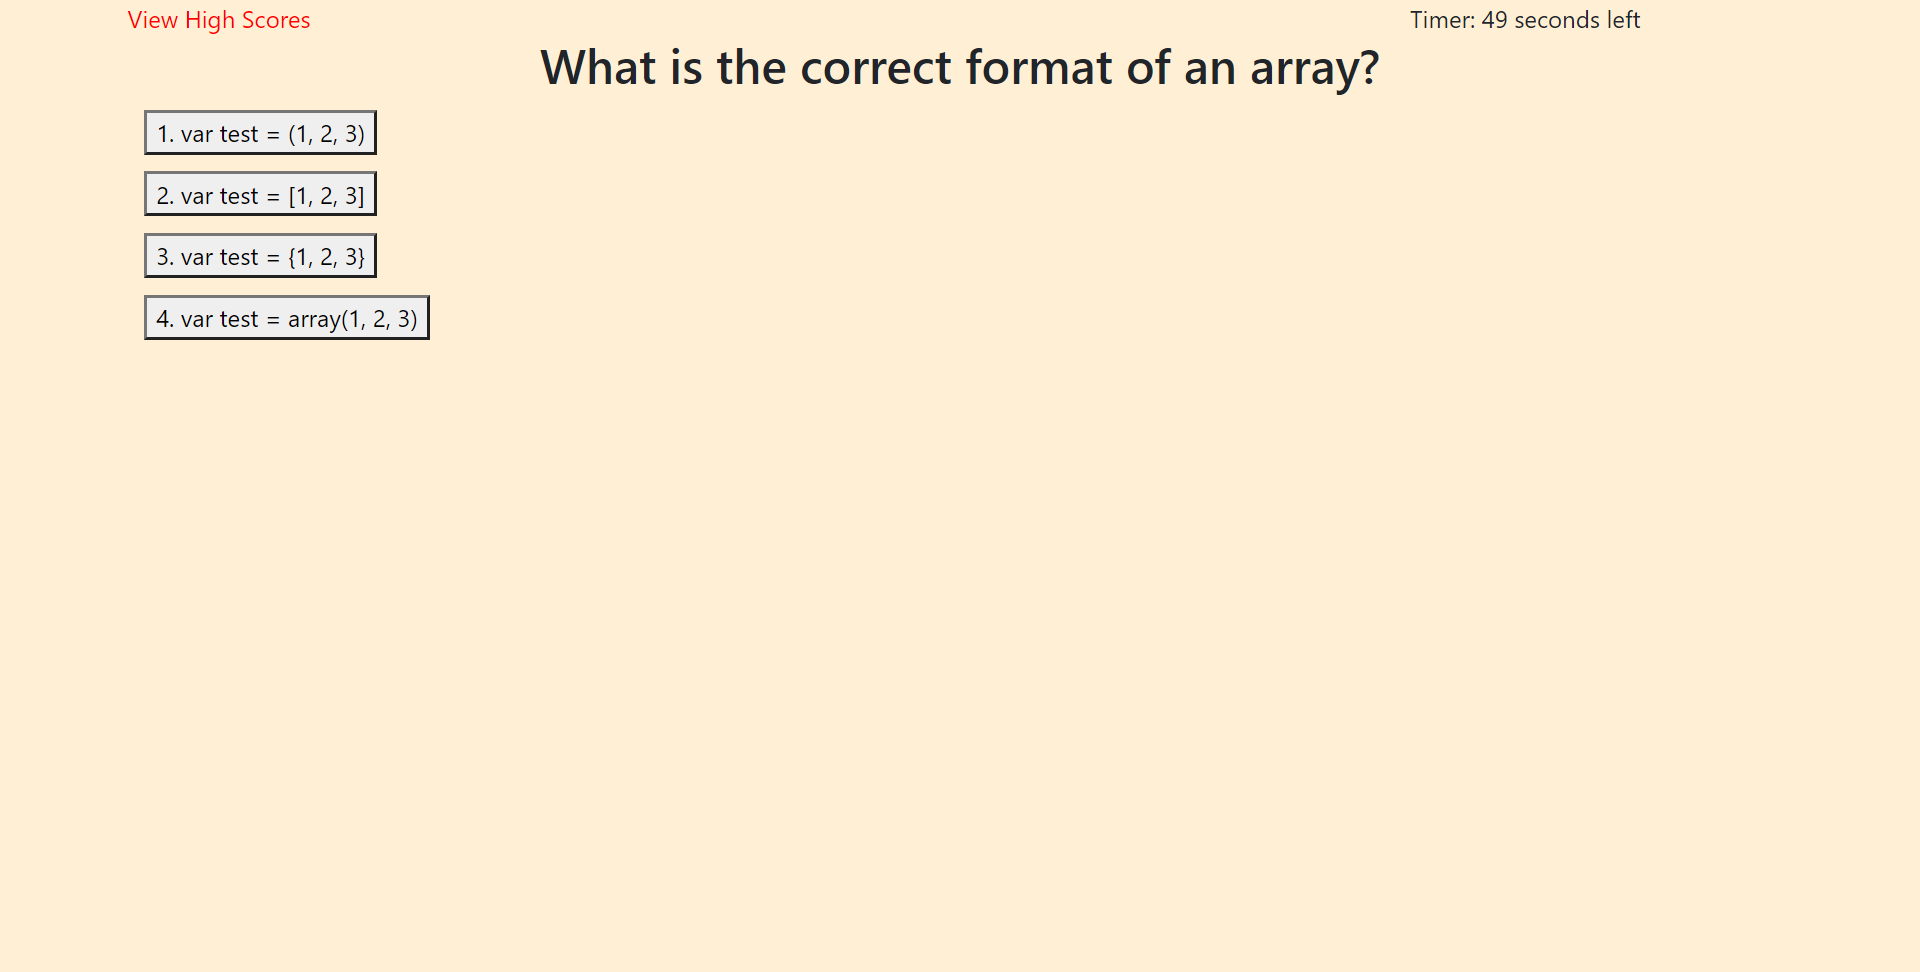 View High Scores
Timer: 49 seconds left
What is the correct format of an array?
1. var test = (1, 2, 3)
2. var test = [1, 2, 3]
3. var test = {1, 2, 3}
4. var test = array(1, 2, 3)